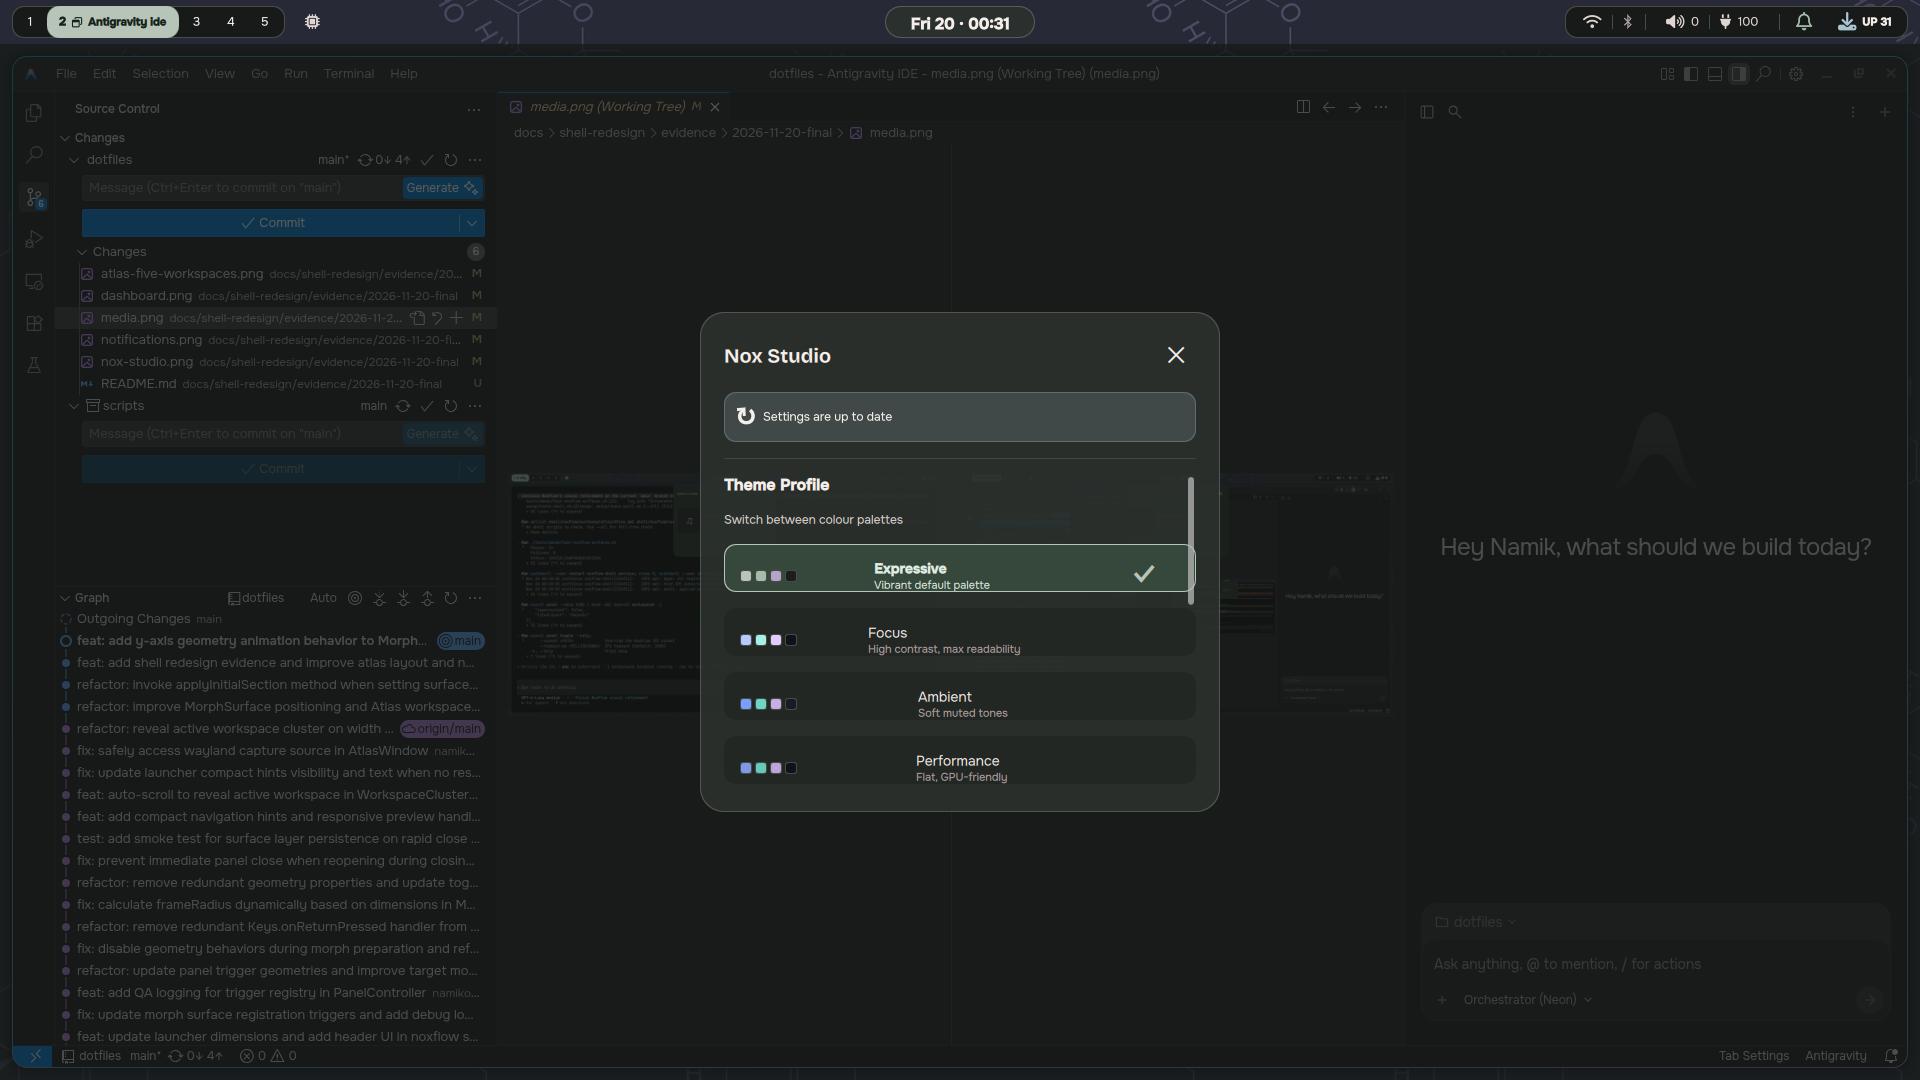 1
2 Antigravity ide
3
4
5
Fri 20 · 00:31
0
100
UP 31
File Edit Selection View Go Run Terminal Help
dotfiles - Antigravity IDE - media.png (Working Tree) (media.png)
Source Control
Changes
dotfiles main* 0↓ 4↑
Message (Ctrl+Enter to commit on "main") Generate
Commit
Changes 6
atlas-five-workspaces.png docs/shell-redesign/evidence/20... M
dashboard.png docs/shell-redesign/evidence/2026-11-20-final M
media.png docs/shell-redesign/evidence/2026-11-2... M
notifications.png docs/shell-redesign/evidence/2026-11-20-fi... M
nox-studio.png docs/shell-redesign/evidence/2026-11-20-final M
README.md docs/shell-redesign/evidence/2026-11-20-final U
scripts main
Message (Ctrl+Enter to commit on "main") Generate
Commit
Graph dotfiles Auto
Outgoing Changes main
feat: add y-axis geometry animation behavior to Morph... main
feat: add shell redesign evidence and improve atlas layout and n...
refactor: invoke applyInitialSection method when setting surface...
refactor: improve MorphSurface positioning and Atlas workspace...
refactor: reveal active workspace cluster on width ... origin/main
fix: safely access wayland capture source in AtlasWindow namik...
fix: update launcher compact hints visibility and text when no res...
feat: auto-scroll to reveal active workspace in WorkspaceCluster...
feat: add compact navigation hints and responsive preview handl...
test: add smoke test for surface layer persistence on rapid close ...
fix: prevent immediate panel close when reopening during closin...
refactor: remove redundant geometry properties and update tog...
fix: calculate frameRadius dynamically based on dimensions in M...
refactor: remove redundant Keys.onReturnPressed handler from ...
fix: disable geometry behaviors during morph preparation and ref...
refactor: update panel trigger geometries and improve target mo...
feat: add QA logging for trigger registry in PanelController namiko...
fix: update morph surface registration triggers and add debug lo...
feat: update launcher dimensions and add header UI in noxflow s...
media.png (Working Tree) M
docs > shell-redesign > evidence > 2026-11-20-final > media.png
Nox Studio
Settings are up to date
Theme Profile
Switch between colour palettes
Expressive
Vibrant default palette
Focus
High contrast, max readability
Ambient
Soft muted tones
Performance
Flat, GPU-friendly
Hey Namik, what should we build today?
dotfiles
Ask anything, @ to mention, / for actions
Orchestrator (Neon)
dotfiles main* 0↓ 4↑ 0 0
Tab Settings Antigravity